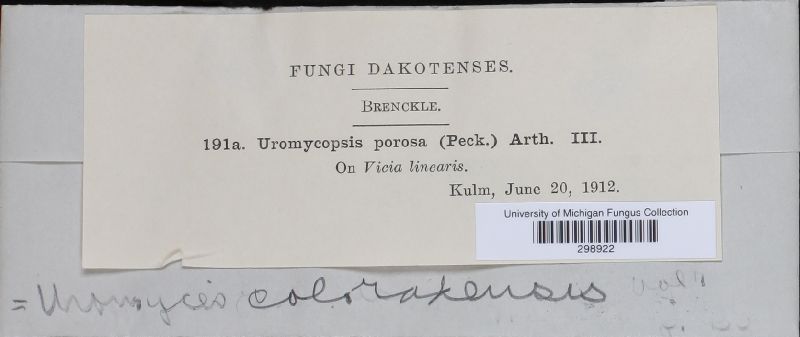 FUNGI DAKOTENSES.
BRENCKLE.
191a. Uromycopsis porosa (Peck.) Arth. III.
On Vicia linearis.
Kulm, June 20, 1912.
University of Michigan Fungus Collection
298922
= Uromyces coloradensis